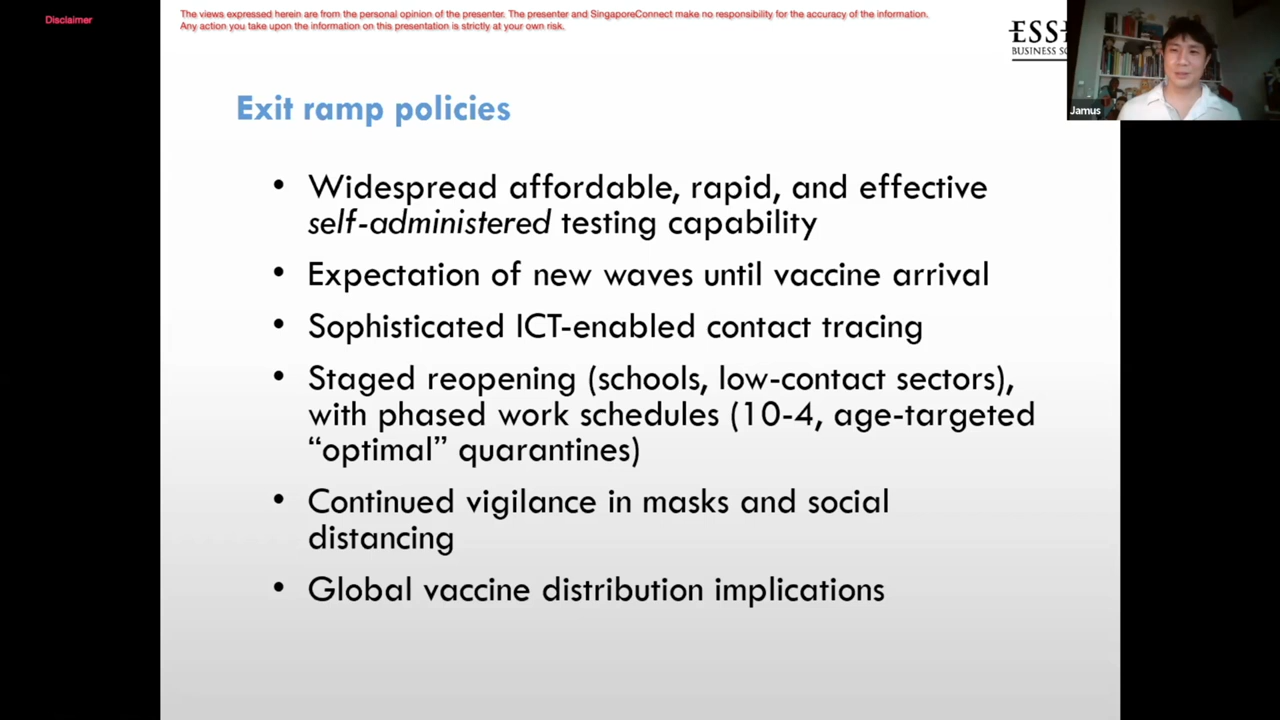 Disclaimer
The views expressed herein are from the personal opinion of the presenter. The presenter and SingaporeConnect make no responsibility for the accuracy of the information.
Any action you take upon the information on this presentation is strictly at your own risk.
BUSINESS
Jamus
Exit ramp policies
• Widespread affordable, rapid, and effective
self-administered testing capability
• Expectation of new waves until vaccine arrival
• Sophisticated ICT-enabled contact tracing
• Staged reopening (schools, low-contact sectors),
with phased work schedules (10-4, age-targeted
“optimal” quarantines)
• Continued vigilance in masks and social
distancing
• Global vaccine distribution implications